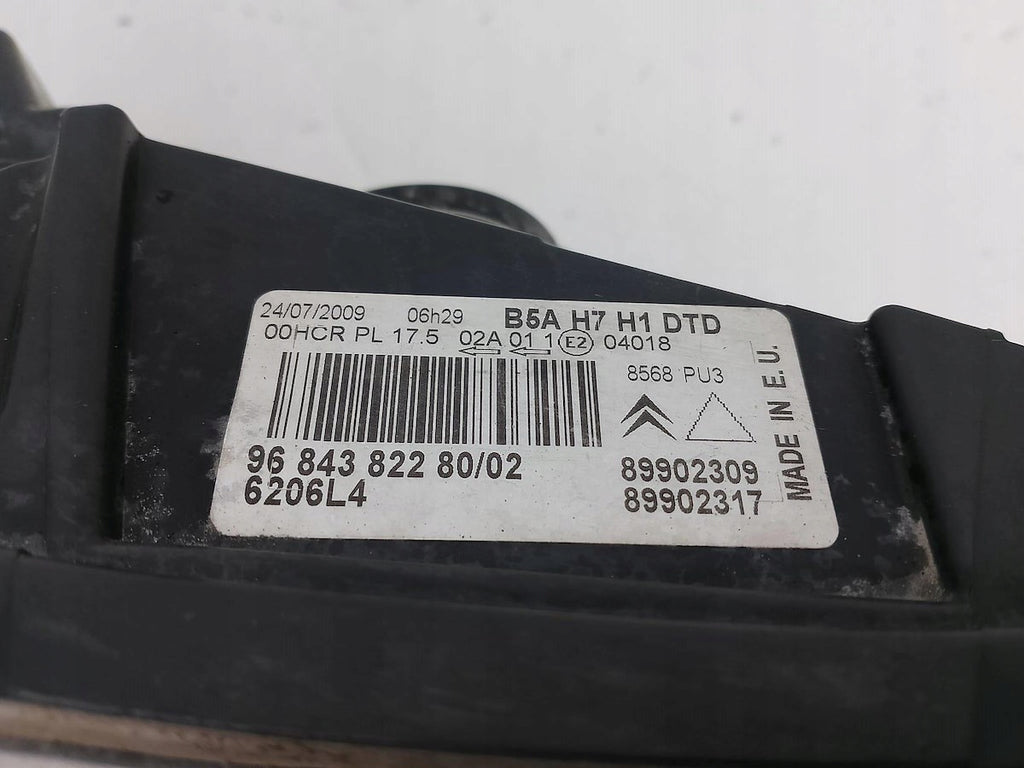 24/07/2009 06h29 B5A H7 H1 DTD
00HCR PL 17.5 02A 01 1 E2 04018
8568 PU3
96 843 822 80/02
6206L4
89902309
89902317
MADE IN E.U.